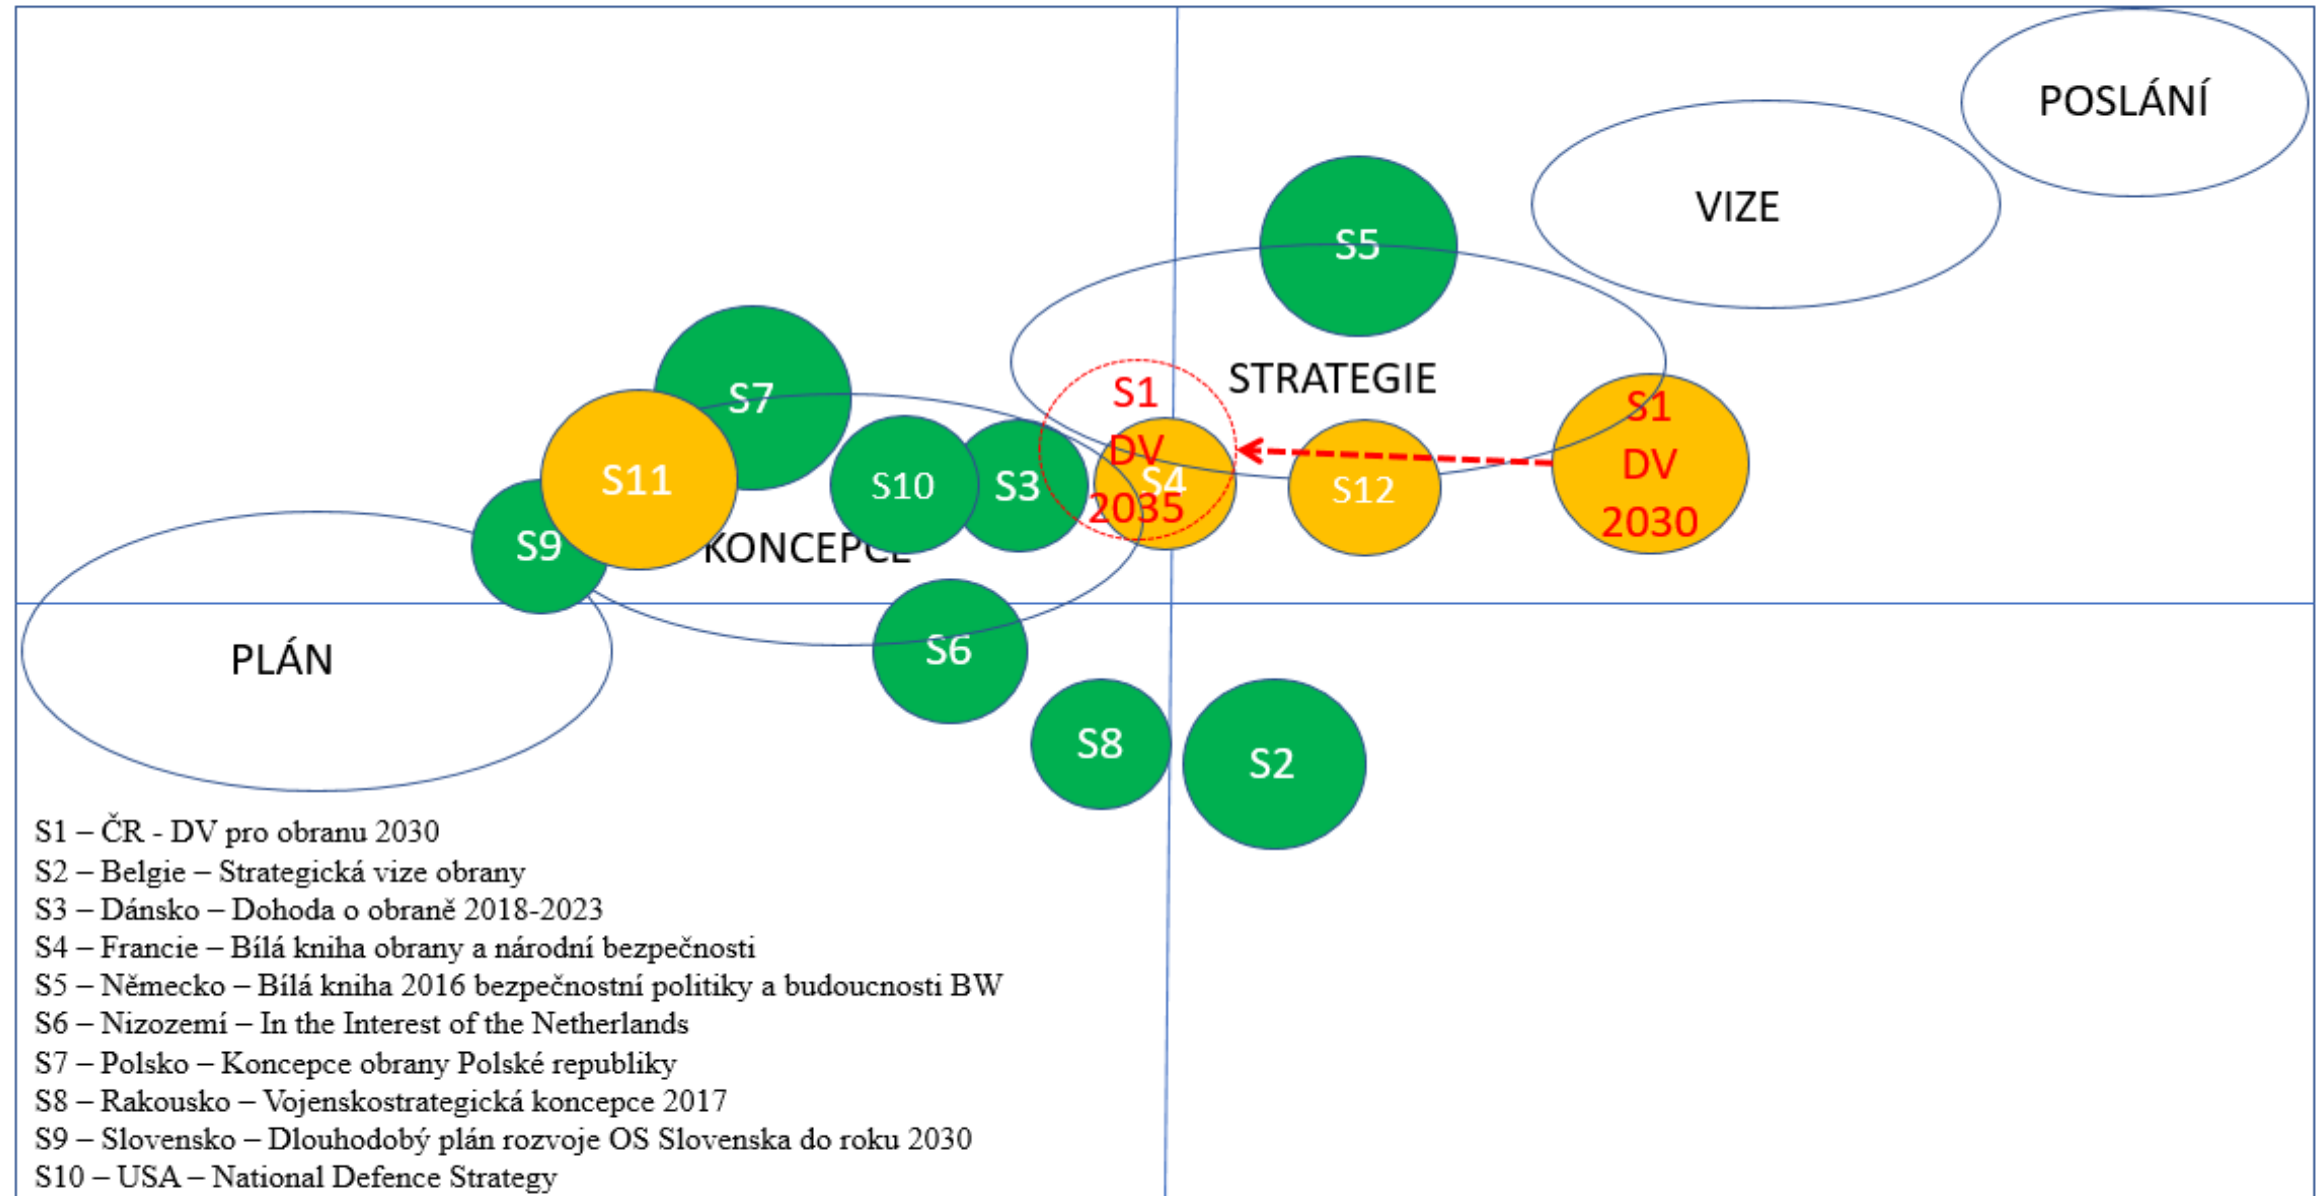 POSLÁNÍ
VIZE
S5
STRATEGIE
S7
S1
DV
2035
S1
DV
2030
S11
S10
S3
S4
S12
S9
KONCEPCE
PLÁN
S6
S8
S2
S1 – ČR - DV pro obranu 2030
S2 – Belgie – Strategická vize obrany
S3 – Dánsko – Dohoda o obraně 2018-2023
S4 – Francie – Bílá kniha obrany a národní bezpečnosti
S5 – Německo – Bílá kniha 2016 bezpečnostní politiky a budoucnosti BW
S6 – Nizozemí – In the Interest of the Netherlands
S7 – Polsko – Koncepce obrany Polské republiky
S8 – Rakousko – Vojenskostrategická koncepce 2017
S9 – Slovensko – Dlouhodobý plán rozvoje OS Slovenska do roku 2030
S10 – USA – National Defence Strategy